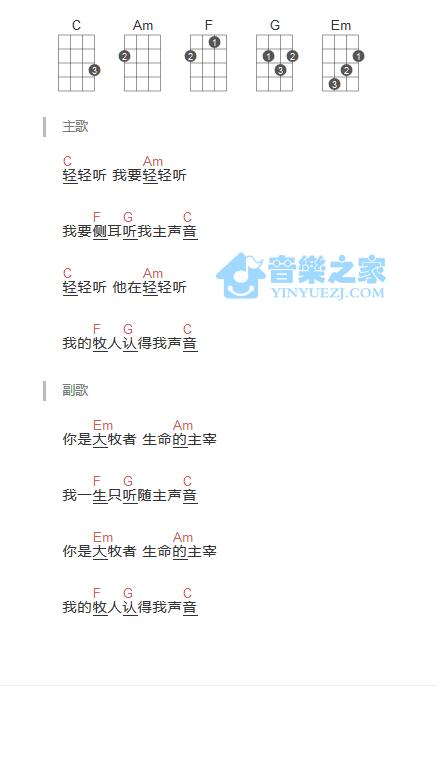 C Am F G Em
3 2 2 1 1 3 2 3 2 1
主歌
C Am
轻轻听 我要轻轻听
F G C
我要侧耳听我主声音
C Am
轻轻听 他在轻轻听
音樂之家
YINYUEZJ.COM
F G C
我的牧人认得我声音
副歌
Em Am
你是大牧者 生命的主宰
F G C
我一生只听随主声音
Em Am
你是大牧者 生命的主宰
F G C
我的牧人认得我声音